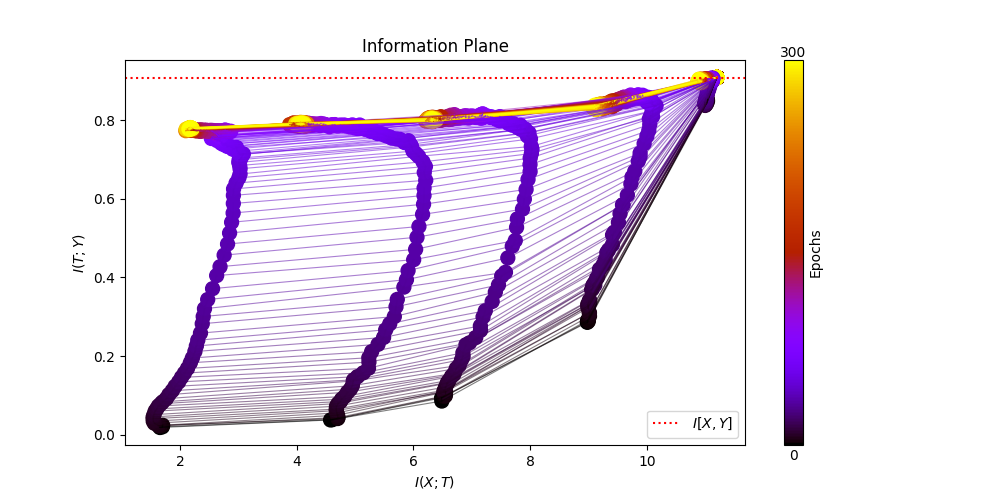 Information Plane
300
0.8
0.6
0.4
0.2
0.0
I(T; Y)
Epochs
I[X, Y]
0
2 4 6 8 10
I(X; T)